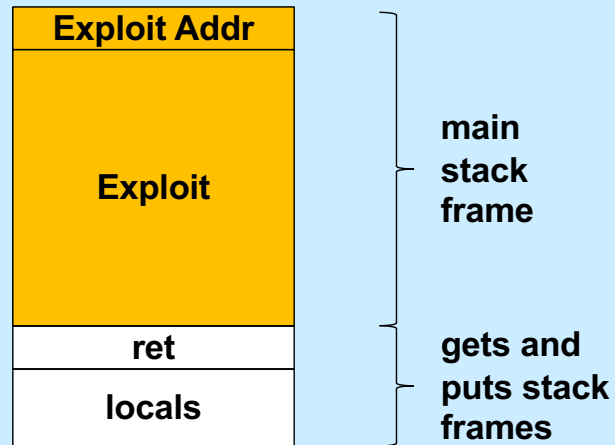 Exploit Addr
Exploit
main
stack
frame
ret
locals
gets and
puts stack
frames